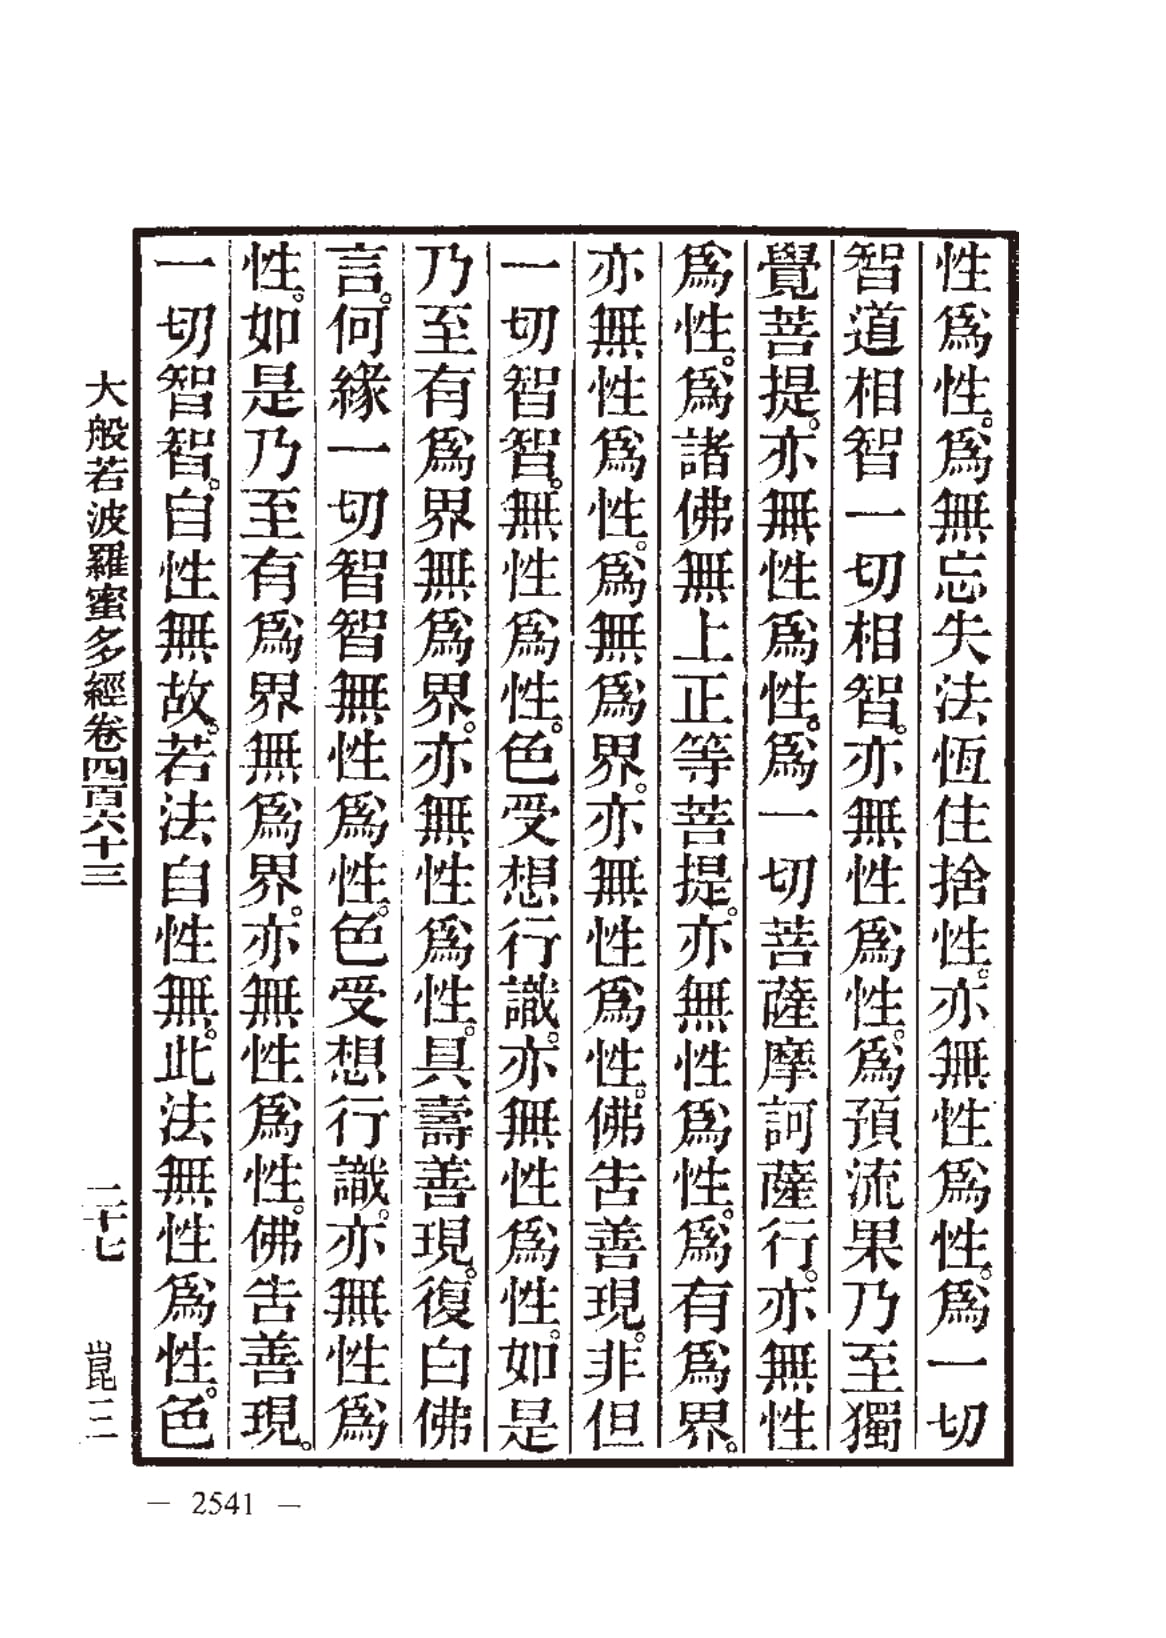 性。爲無忘失法恆住捨性。亦無性爲性。爲一切
智道相智一切相智。亦無性爲性。爲預流果乃至獨
覺菩提。亦無性爲性。爲一切菩薩摩訶薩行。亦無性
爲性。爲諸佛無上正等菩提。亦無性爲性。爲有爲界。
亦無性爲性。爲無爲界。亦無性爲性。佛告善現。非但
一切智智。無性爲性。色受想行識。亦無性爲性。如是
乃至有爲界無爲界。亦無性爲性。具壽善現。復白佛
言。何緣一切智智無性爲性。色受想行識。亦無性爲
性。如是乃至有爲界無爲界。亦無性爲性。佛告善現。
一切智智。自性無故。若法自性無。此法無性爲性。色
大般若波羅蜜多經卷四百六十三 二十七 崑三
— 2541 —